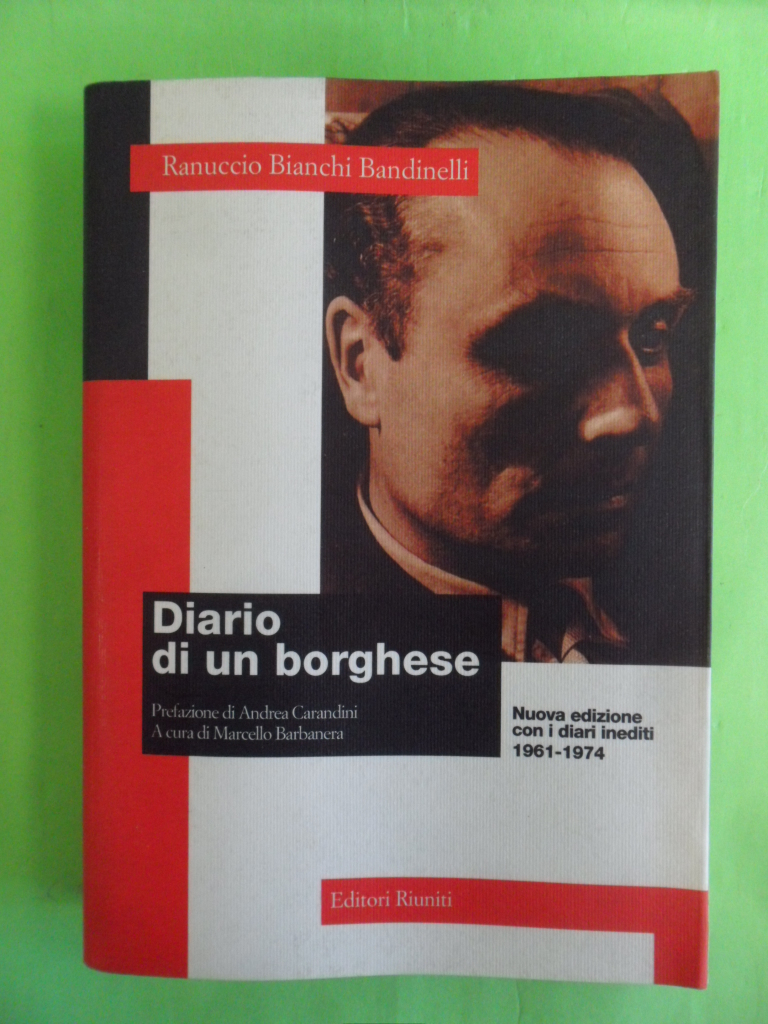 Ranuccio Bianchi Bandinelli
Diario
di un borghese
Prefazione di Andrea Carandini
A cura di Marcello Barbanera
Nuova edizione
con i diari inediti
1961-1974
Editori Riuniti